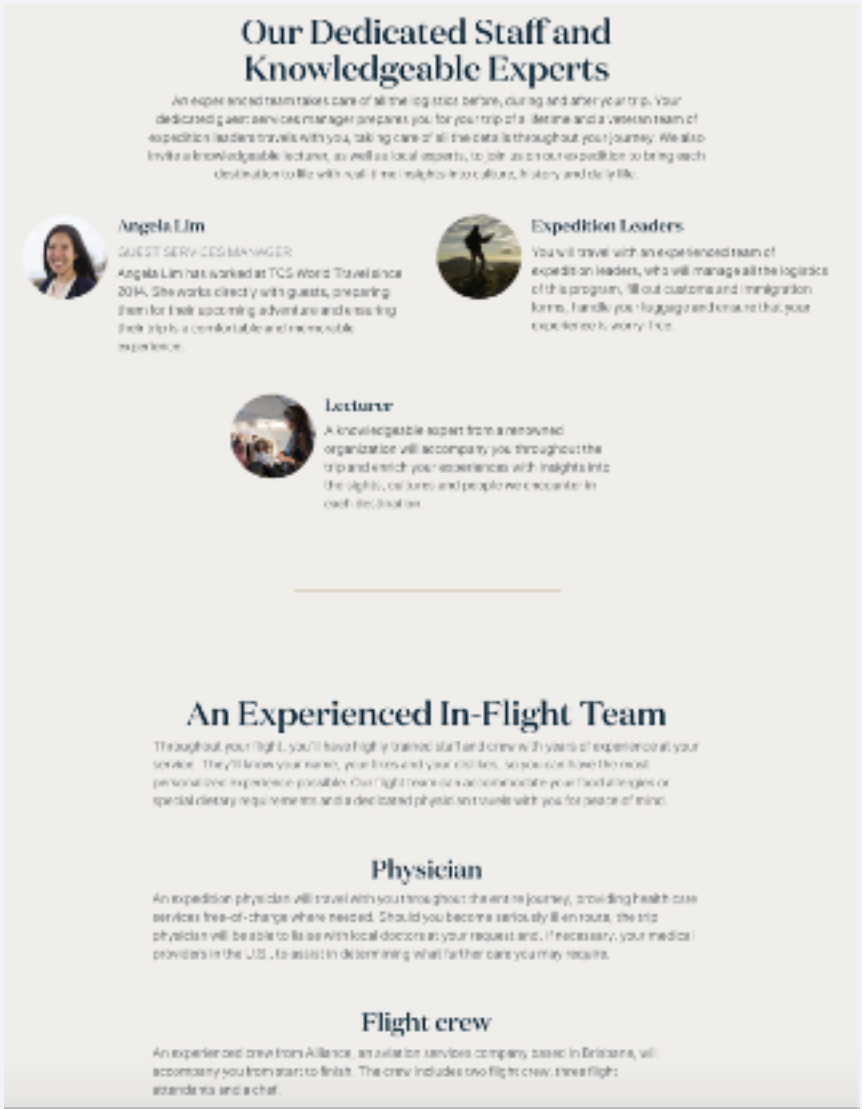 Our Dedicated Staff and
Knowledgeable Experts
An experienced team takes care of all the logistics before, during and after your trip. Your
dedicated guest services manager prepares you for your trip of a lifetime and a veteran team of
expedition leaders travels with you, taking care of all the details throughout your journey. We also
invite a knowledgeable lecturer, as well as local experts, to join us on our expedition to bring each
destination to life with real-time insights into culture, history and daily life.
Angela Lim
GUEST SERVICES MANAGER
Angela Lim has worked at TCS World Travel since
2014. She works directly with guests, preparing
them for their upcoming adventure and ensuring
their trip is a comfortable and memorable
experience.
Expedition Leaders
You will travel with an experienced team of
expedition leaders, who will manage all the logistics
of this program, fill out customs and immigration
forms, handle your luggage and ensure that your
experience is worry-free.
Lecturer
A knowledgeable expert from a renowned
organization will accompany you throughout the
trip and enrich your experiences with insights into
the sights, cultures and people we encounter in
each destination
An Experienced In-Flight Team
Throughout your flight, you'll have highly trained staff and crew with years of experience at your
service. They'll know your name, your likes and your dislikes, so you can have the most
personalized experience possible. Our flight team can accommodate your food allergies or
special dietary requirements and a dedicated physician travels with you for peace of mind.
Physician
An expedition physician will travel with you throughout the entire journey, providing health care
services free-of-charge where needed. Should you become seriously ill en route, the trip
physician will be able to liaise with local doctors at your request and, if necessary, your medical
providers in the U.S., to assist in determining what further care you may require.
Flight crew
An experienced crew from Alliance, an aviation services company based in Brisbane, will
accompany you from start to finish. The crew includes two flight crew, three flight
attendants and a chef.